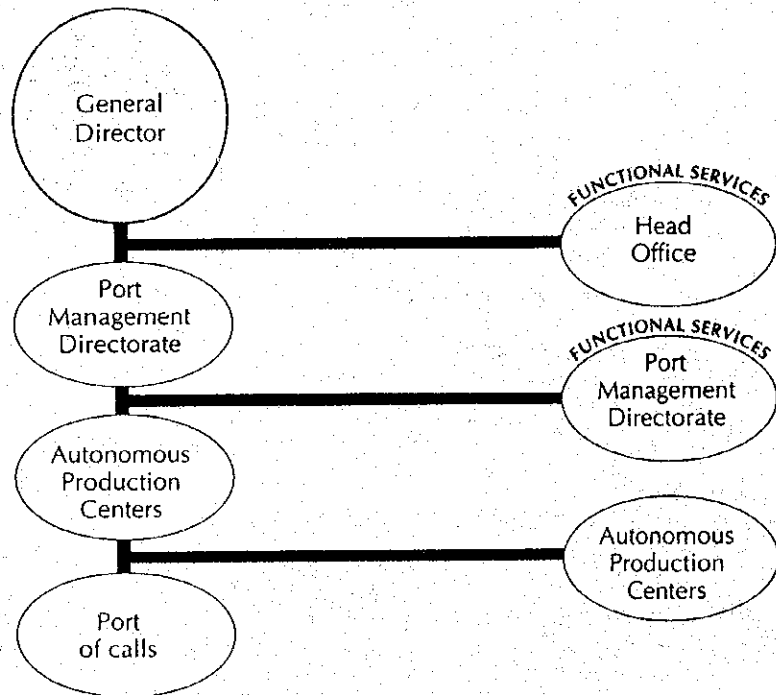 General
Director
FUNCTIONAL SERVICES
Head
Office
Port
Management
Directorate
FUNCTIONAL SERVICES
Port
Management
Directorate
Autonomous
Production
Centers
Autonomous
Production
Centers
Port
of calls